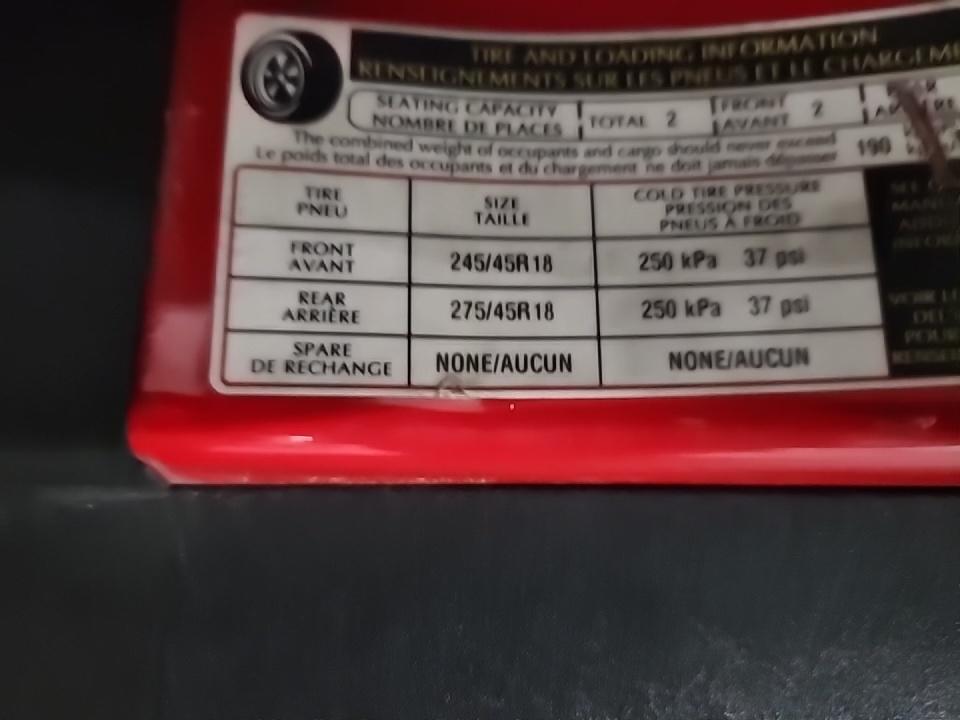 TIRE AND LOADING INFORMATION
RENSEIGNEMENTS SUR LES PNEUS ET LE CHARGEME
SEATING CAPACITY
NOMBRE DE PLACES
TOTAL 2
FRONT
AVANT 2
The combined weight of occupants and cargo should never exceed
Le poids total des occupants et du chargement ne doit jamais dépasser
190
TIRE
PNEU
SIZE
TAILLE
COLD TIRE PRESSURE
PRESSION DES
PNEUS À FROID
FRONT
AVANT
245/45R18
250 kPa 37 psi
REAR
ARRIÈRE
275/45R18
250 kPa 37 psi
SPARE
DE RECHANGE
NONE/AUCUN
NONE/AUCUN